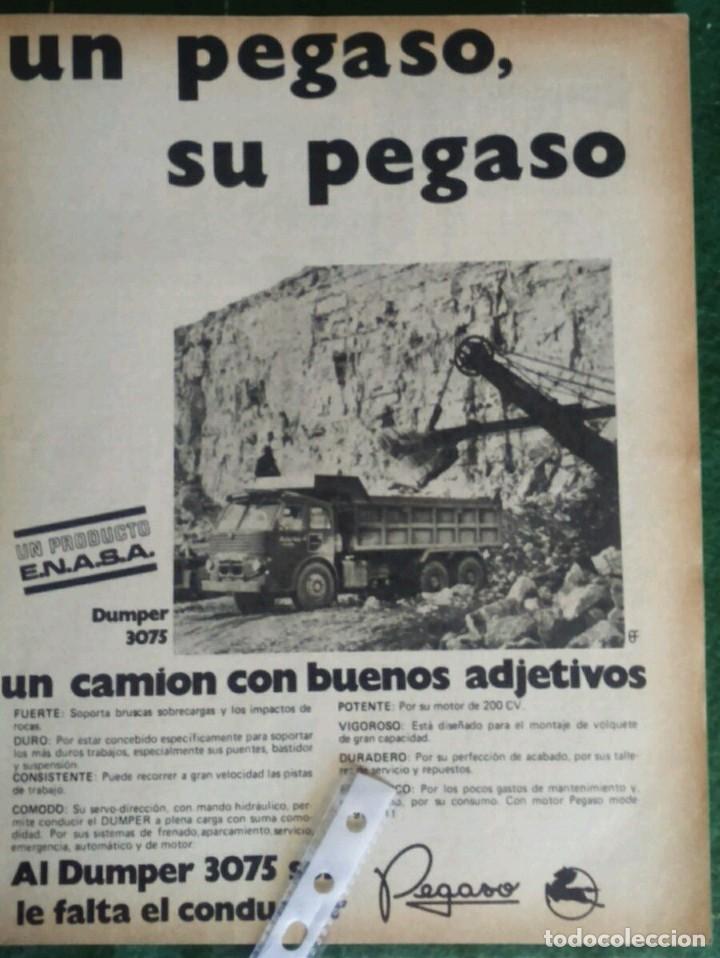 un pegaso,
su pegaso
UN PRODUCTO
E.N.A.S.A.
Dumper
3075
un camion con buenos adjetivos
FUERTE: Soporta bruscas sobrecargas y los impactos de
rocas.
DURO: Por estar concebido específicamente para soportar
los más duros trabajos, especialmente sus puentes, bastidor
y suspensión.
CONSISTENTE: Puede recorrer a gran velocidad las pistas
de trabajo.
COMODO: Su servo-dirección, con mando hidráulico, per-
mite conducir el DUMPER a plena carga con suma como-
didad. Por sus sistemas de frenado, aparcamiento, servicio,
emergencia, automático y de motor.
POTENTE: Por su motor de 200 CV.
VIGOROSO: Está diseñado para el montaje de volquete
de gran capacidad.
DURADERO: Por su perfección de acabado, por sus talle-
res de servicio y repuestos.
CO: Por los pocos gastos de mantenimiento y,
por su consumo. Con motor Pegaso mode
Al Dumper 3075
le falta el condu
Pegaso
todocoleccion
todocoleccion.net